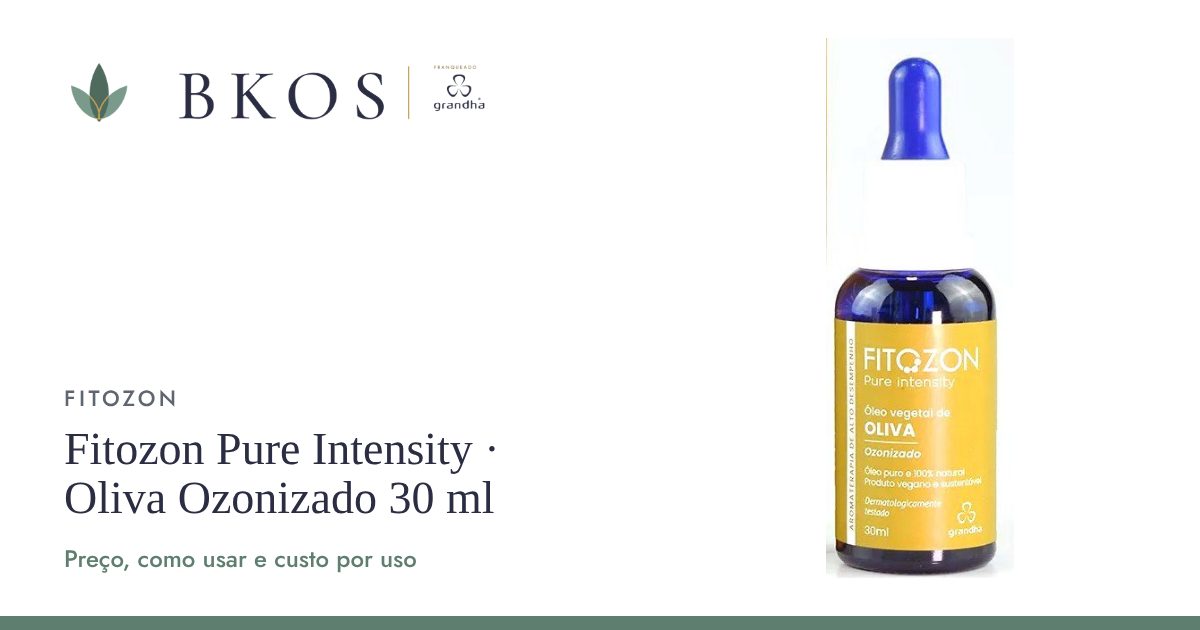 BKOS
FRANQUEADO
grandha
FITOZON
Fitozon Pure Intensity ·
Oliva Ozonizado 30 ml
Preço, como usar e custo por uso
AROMATERAPIA DE ALTO DESEMPENHO
FITOZON
Pure intensity
Óleo vegetal de
OLIVA
Ozonizado
Óleo puro e 100% natural
Produto vegano e sustentável
Dermatologicamente
testado
30ml
grandha